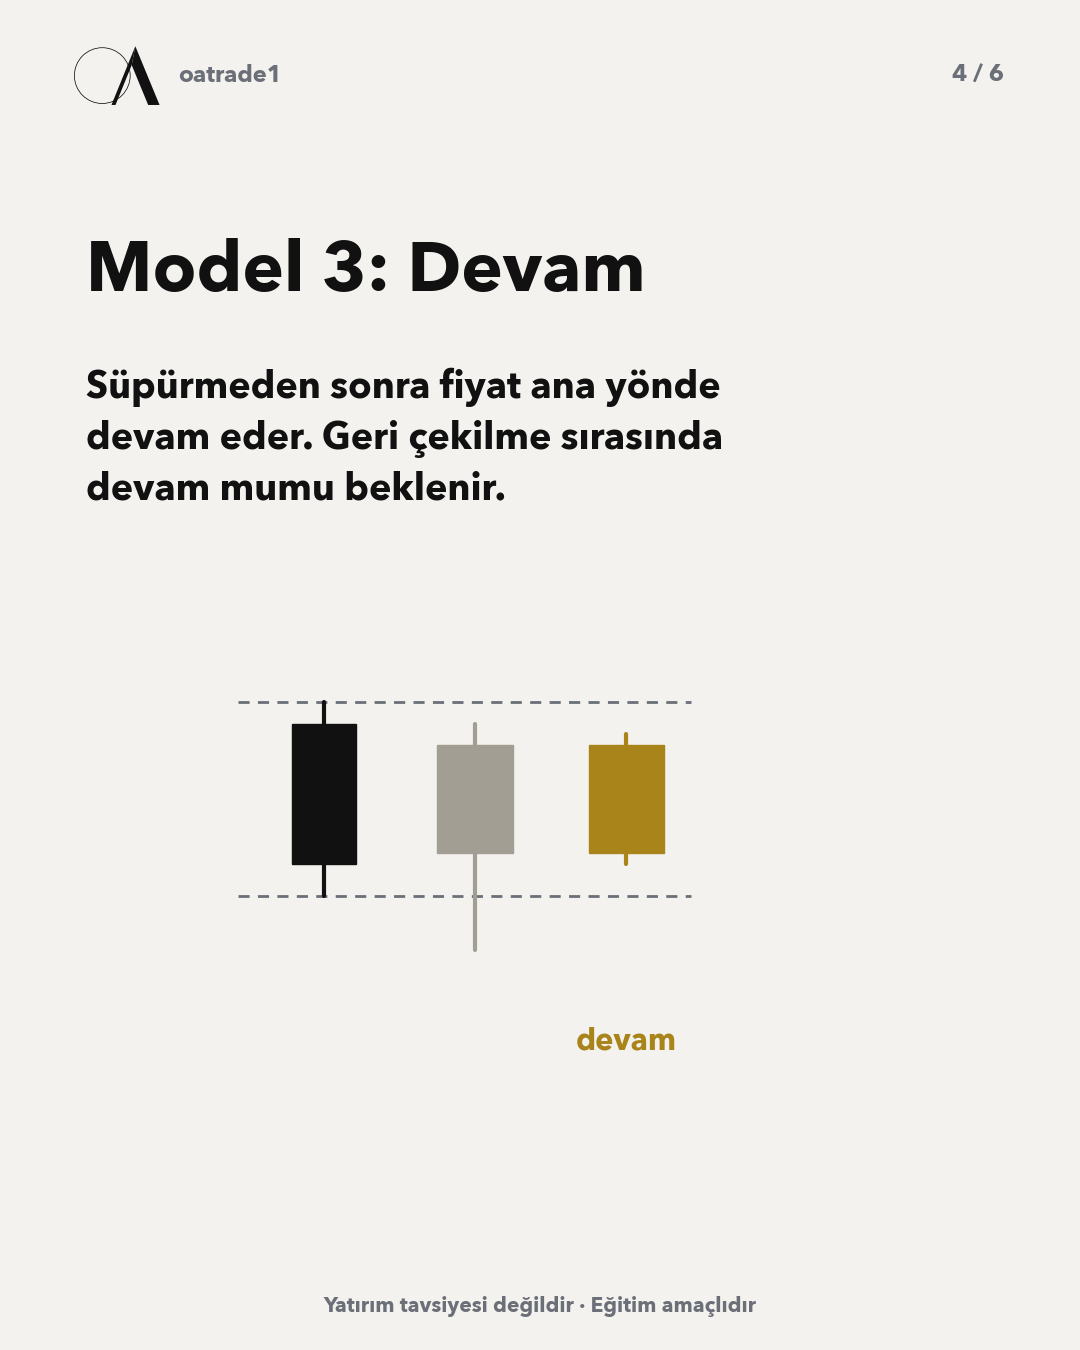 oatrade1
4 / 6
Model 3: Devam
Süpürmeden sonra fiyat ana yönde
devam eder. Geri çekilme sırasında
devam mumu beklenir.
devam
Yatırım tavsiyesi değildir · Eğitim amaçlıdır